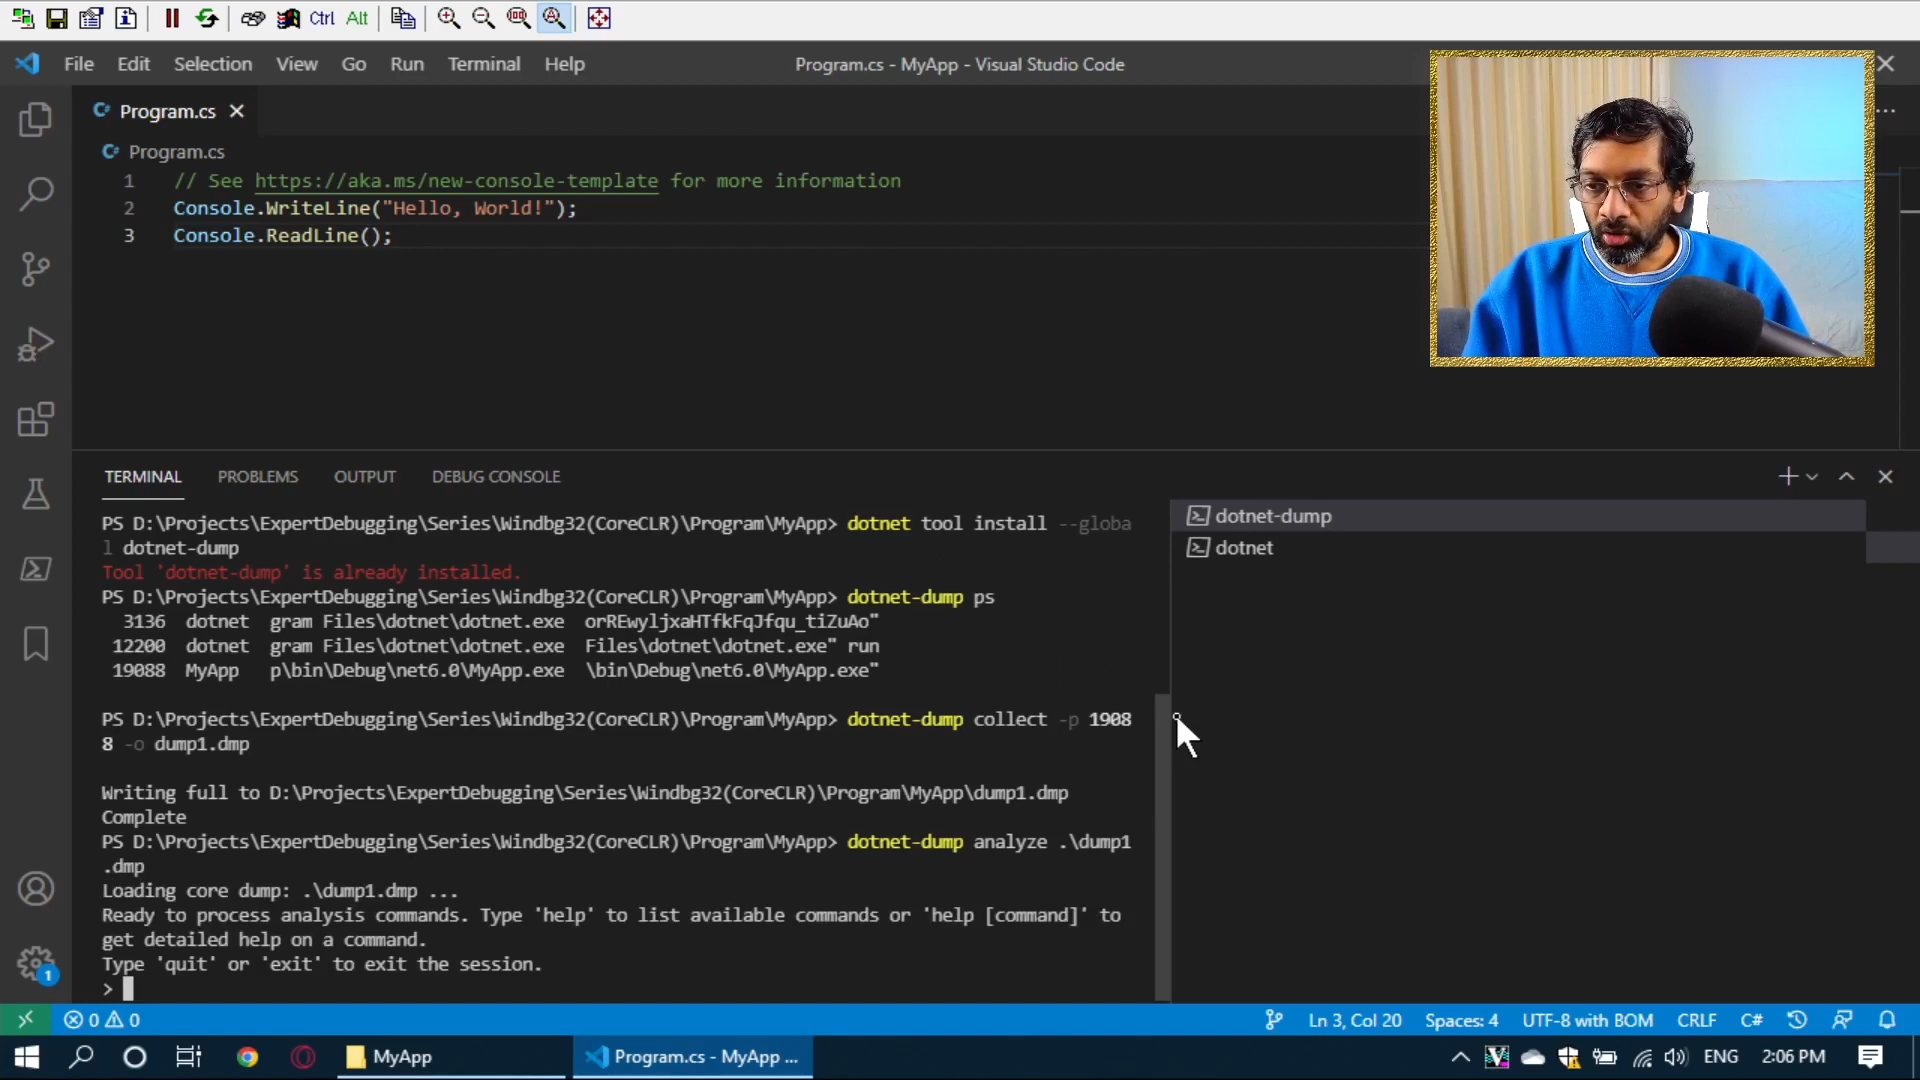 Ctrl Alt
File Edit Selection View Go Run Terminal Help
Program.cs - MyApp - Visual Studio Code
Program.cs
Program.cs
1 // See https://aka.ms/new-console-template for more information
2 Console.WriteLine("Hello, World!");
3 Console.ReadLine();
TERMINAL PROBLEMS OUTPUT DEBUG CONSOLE
PS D:\Projects\ExpertDebugging\Series\Windbg32(CoreCLR)\Program\MyApp> dotnet tool install --globa
l dotnet-dump
Tool 'dotnet-dump' is already installed.
PS D:\Projects\ExpertDebugging\Series\Windbg32(CoreCLR)\Program\MyApp> dotnet-dump ps
3136 dotnet gram Files\dotnet\dotnet.exe orREwyljxaHTfkFqJfqu_tiZuAo"
12200 dotnet gram Files\dotnet\dotnet.exe Files\dotnet\dotnet.exe" run
19088 MyApp p\bin\Debug\net6.0\MyApp.exe \bin\Debug\net6.0\MyApp.exe"
PS D:\Projects\ExpertDebugging\Series\Windbg32(CoreCLR)\Program\MyApp> dotnet-dump collect -p 1908
8 -o dump1.dmp
Writing full to D:\Projects\ExpertDebugging\Series\Windbg32(CoreCLR)\Program\MyApp\dump1.dmp
Complete
PS D:\Projects\ExpertDebugging\Series\Windbg32(CoreCLR)\Program\MyApp> dotnet-dump analyze .\dump1
.dmp
Loading core dump: .\dump1.dmp ...
Ready to process analysis commands. Type 'help' to list available commands or 'help [command]' to
get detailed help on a command.
Type 'quit' or 'exit' to exit the session.
>
dotnet-dump
dotnet
1
0 0
Ln 3, Col 20 Spaces: 4 UTF-8 with BOM CRLF C#
MyApp
Program.cs - MyApp ...
ENG 2:06 PM